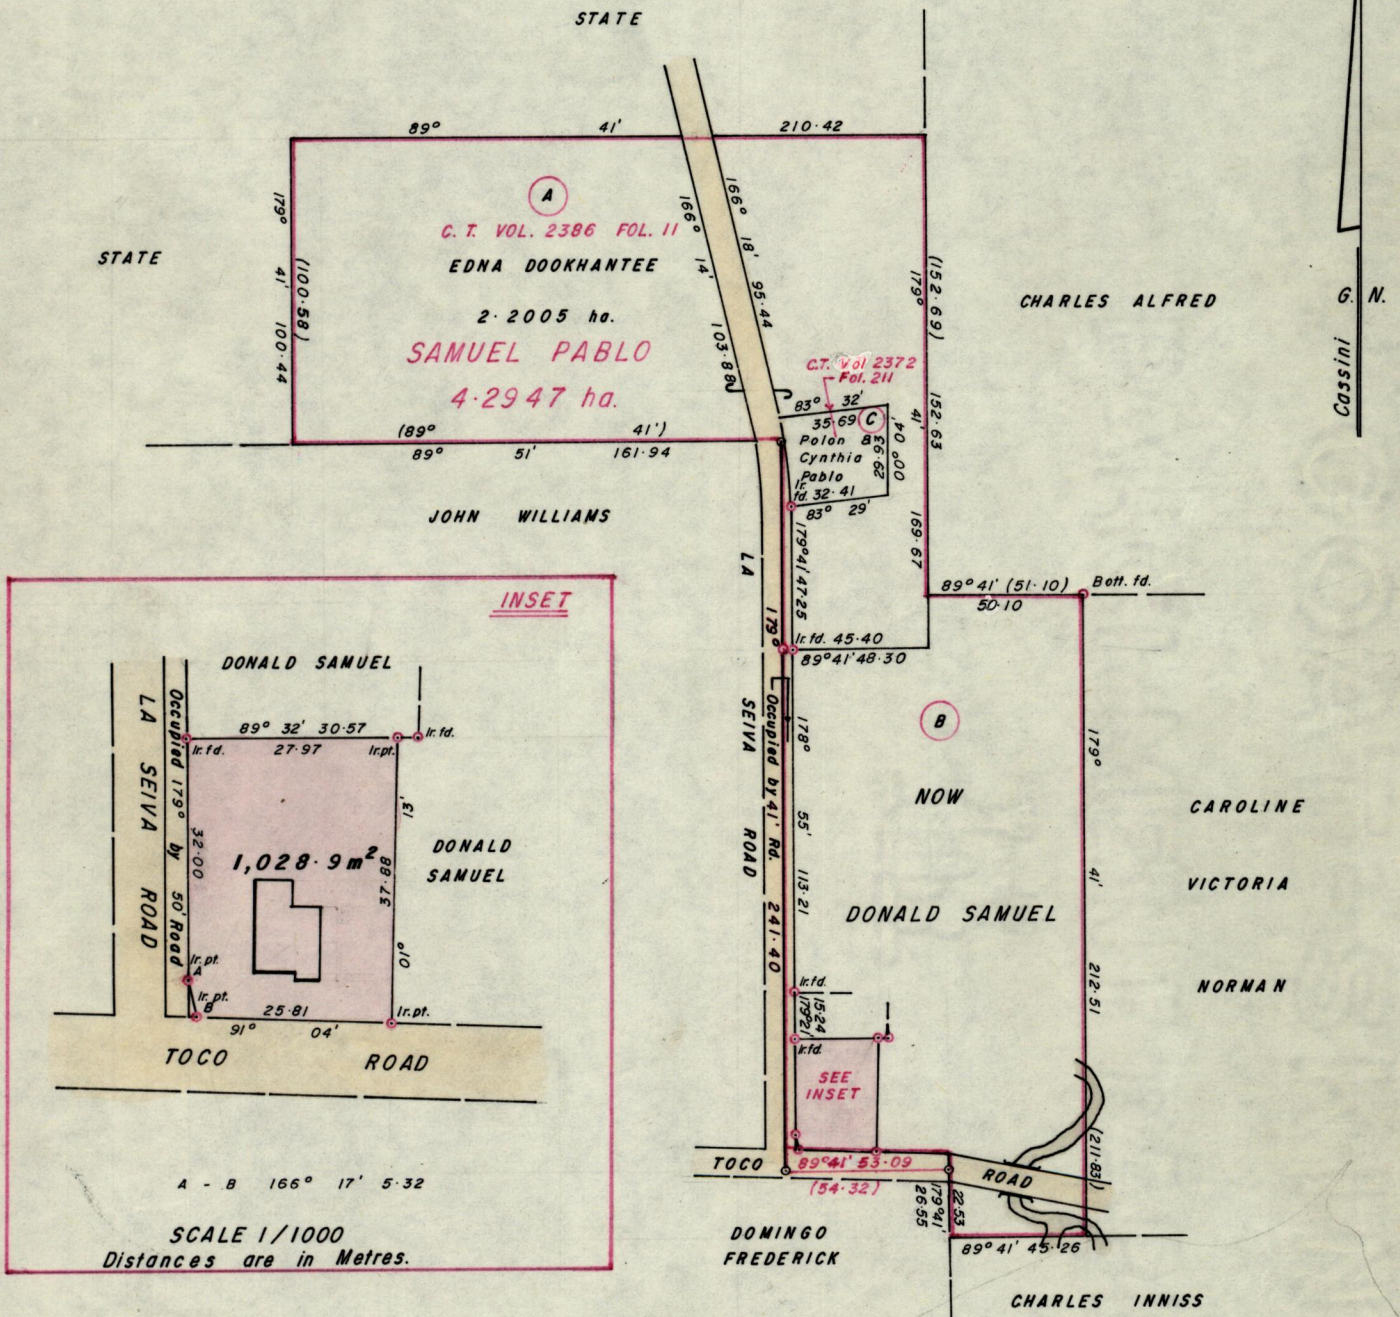 STATE
89° 41' 210·42
A
C. T. VOL. 2386 FOL. 11
EDNA DOOKHANTEE
2·2005 ha.
SAMUEL PABLO
4·2947 ha.
STATE
179° 41' 100·44
(100·58)
166° 14' 103·88
166° 18' 95·44
(152·69)
179° 41' 152·63
169·67
CHARLES ALFRED
G. N.
Cassini
C.T. Vol 2372
Fol. 211
83° 32'
35·69
C
Polon
Cynthia
Pablo
83° 00' 04"
36·62
Ir.
fd. 32·41
83° 29'
(89° 41')
89° 51' 161·94
JOHN WILLIAMS
179° 41' 47·25
89° 41' (51·10)
50·10
Bott. fd.
Ir. fd. 45·40
89° 41' 48·30
LA SEIVA ROAD
179°
Occupied by 41' Rd. 241·40
178° 55' 113·21
B
NOW
DONALD SAMUEL
179° 41' 212·51
(211·83)
CAROLINE
VICTORIA
NORMAN
Ir. fd.
15·24
179° 21'
Ir. fd.
SEE
INSET
TOCO
89° 41' 53·09
(54·32)
ROAD
22·53
179° 41'
26·55
89° 41' 45·26
DOMINGO
FREDERICK
CHARLES INNISS
INSET
DONALD SAMUEL
LA SEIVA ROAD
Occupied 179° by 50' Road
89° 32' 30·57
Ir. fd.
Ir. fd.
27·97
Ir. pt.
32·00
13'
37·88
01°
1,028·9 m²
DONALD
SAMUEL
Ir. pt.
A
Ir. pt.
B
25·81
91° 04'
Ir. pt.
TOCO ROAD
A - B 166° 17' 5·32
SCALE 1/1000
Distances are in Metres.